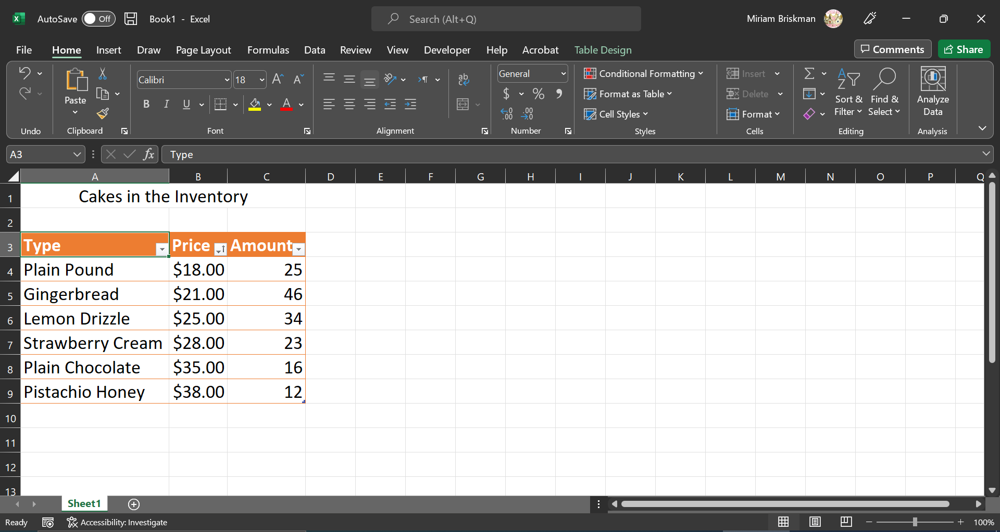 AutoSave Off Book1 - Excel Search (Alt+Q) Miriam Briskman
File Home Insert Draw Page Layout Formulas Data Review View Developer Help Acrobat Table Design Comments Share
Undo
Paste
Clipboard
Calibri 18
B I U A
Font
ab
Alignment
General
$ % 9
.00
Number
Conditional Formatting
Format as Table
Cell Styles
Styles
Insert
Delete
Format
Cells
Sort & Filter
Find & Select
Editing
Analyze Data
Analysis
A3 fx Type
A B C D E F G H I J K L M N O P Q
1 Cakes in the Inventory
2
3 Type Price Amount
4 Plain Pound $18.00 25
5 Gingerbread $21.00 46
6 Lemon Drizzle $25.00 34
7 Strawberry Cream $28.00 23
8 Plain Chocolate $35.00 16
9 Pistachio Honey $38.00 12
10
11
12
13
Sheet1
Ready Accessibility: Investigate 100%